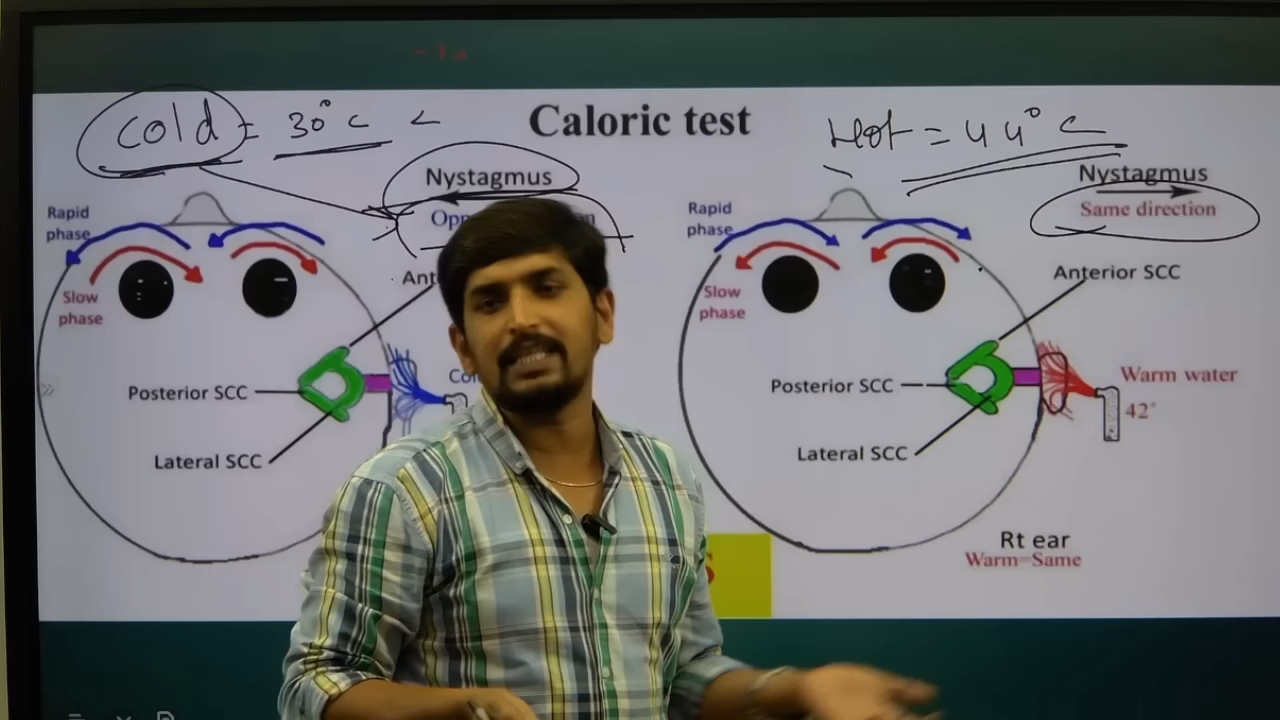 cold = 30°C <
Caloric test
Hot = 44°C
Nystagmus
Nystagmus
Same direction
Rapid
phase
Slow
phase
Posterior SCC
Lateral SCC
Rapid
phase
Slow
phase
Anterior SCC
Posterior SCC
Lateral SCC
Warm water
42°
Rt ear
Warm=Same